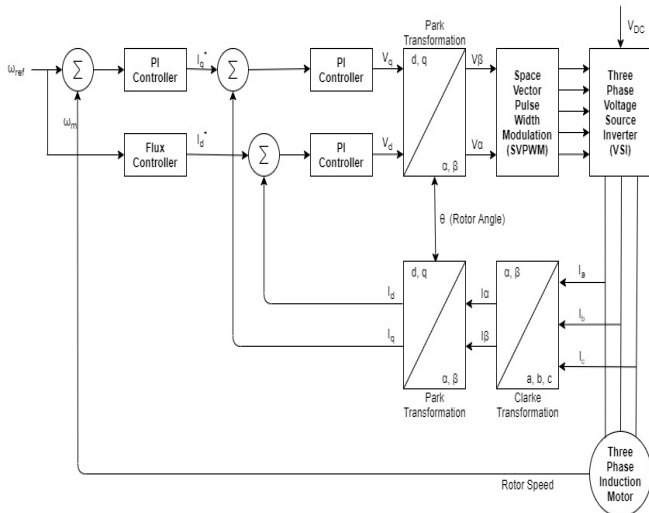 V_DC
Park
Transformation
ω_ref
Σ
PI
Controller
I_q*
Σ
PI
Controller
V_q
d, q
α, β
Vβ
Vα
Space
Vector
Pulse
Width
Modulation
(SVPWM)
Three
Phase
Voltage
Source
Inverter
(VSI)
ω_m
Flux
Controller
I_d*
Σ
PI
Controller
V_d
θ (Rotor Angle)
d, q
α, β
I_d
I_q
Iα
Iβ
α, β
a, b, c
I_a
I_b
I_c
Park
Transformation
Clarke
Transformation
Three
Phase
Induction
Motor
Rotor Speed